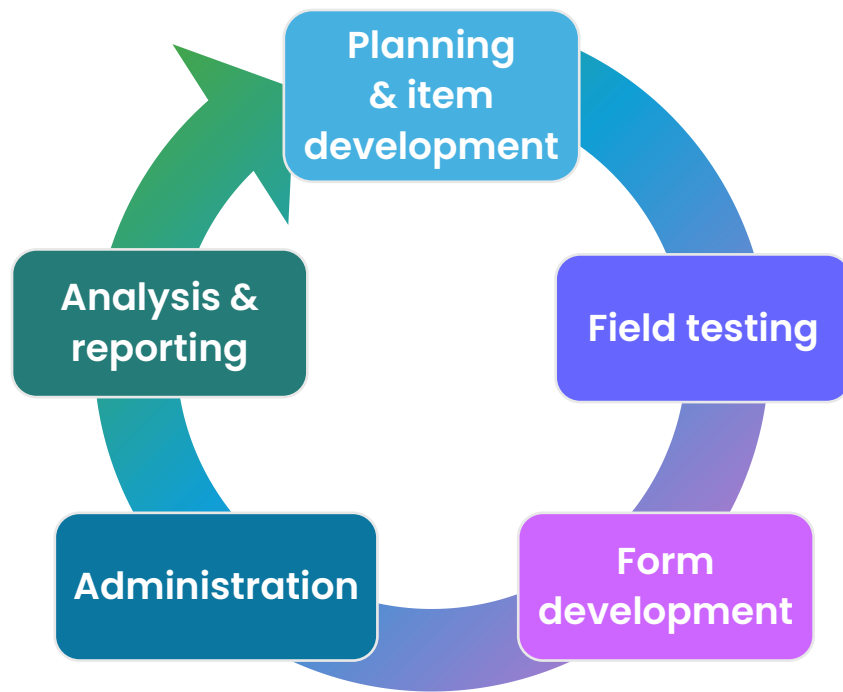 Planning
& item
development
Field testing
Form
development
Administration
Analysis &
reporting